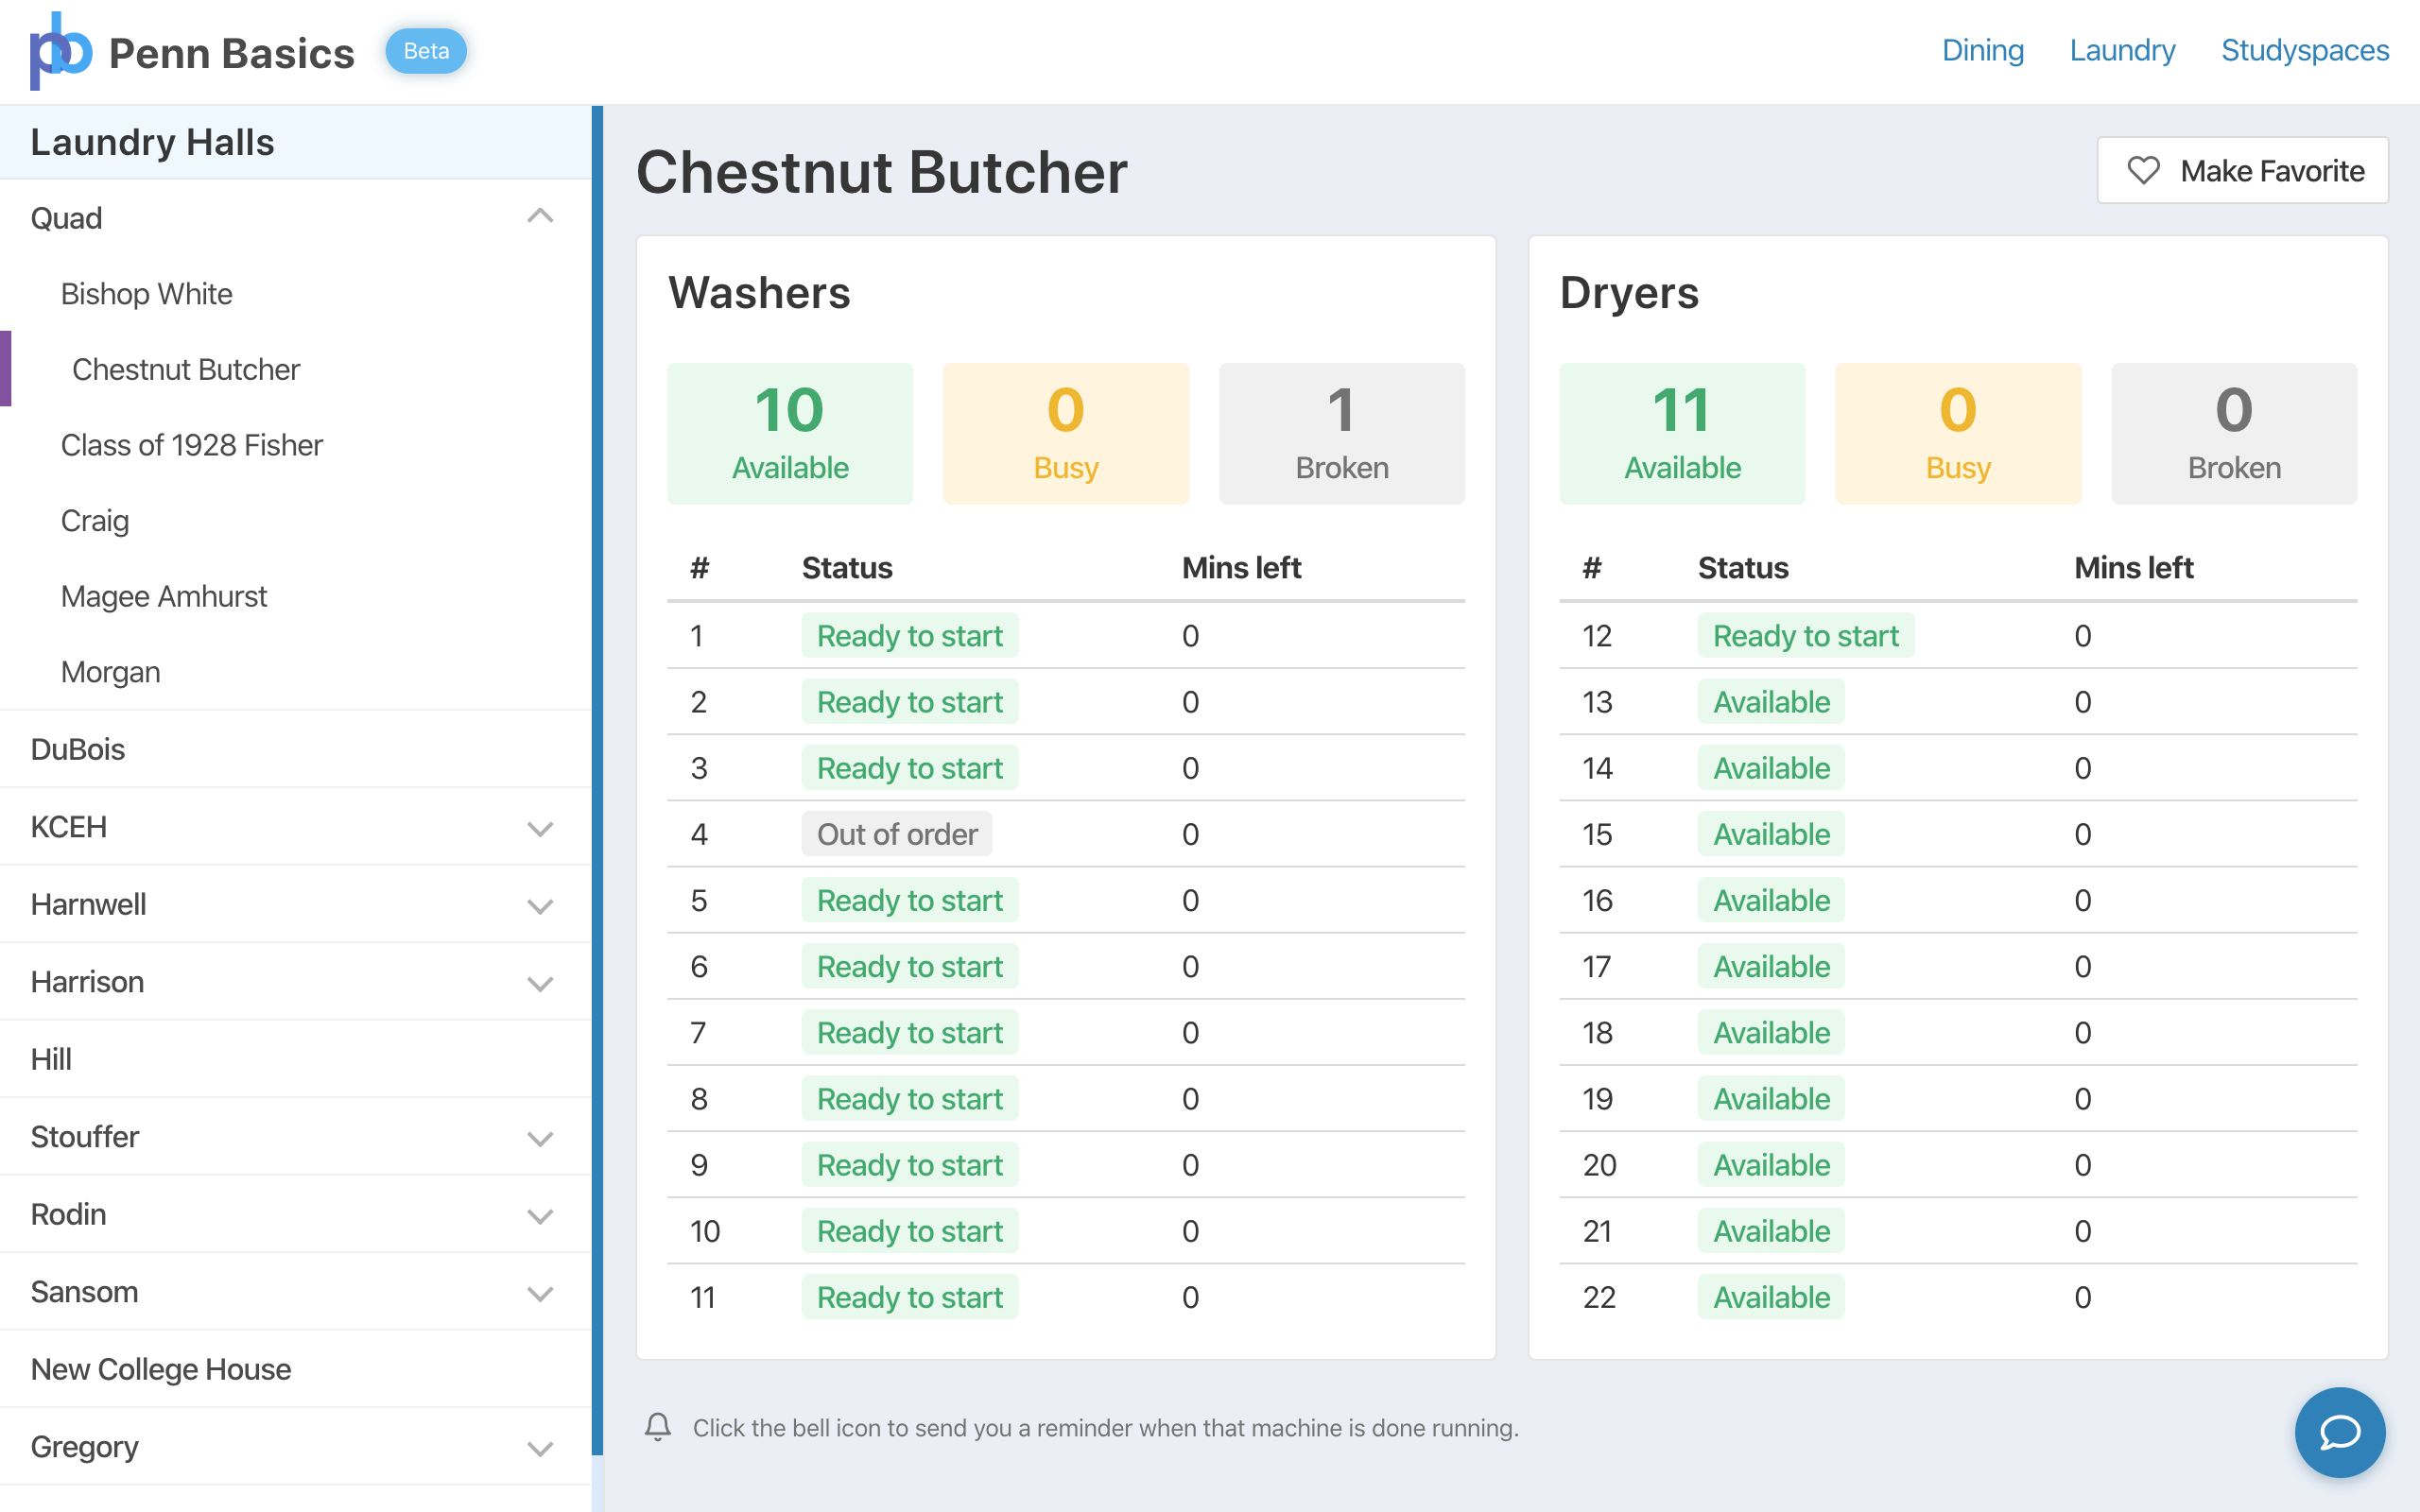 Penn Basics
Beta
Dining Laundry Studyspaces
Laundry Halls
Quad
Bishop White
Chestnut Butcher
Class of 1928 Fisher
Craig
Magee Amhurst
Morgan
DuBois
KCEH
Harnwell
Harrison
Hill
Stouffer
Rodin
Sansom
New College House
Gregory
Chestnut Butcher
Make Favorite
Washers
10 0 1
Available Busy Broken
# Status Mins left
1 Ready to start 0
2 Ready to start 0
3 Ready to start 0
4 Out of order 0
5 Ready to start 0
6 Ready to start 0
7 Ready to start 0
8 Ready to start 0
9 Ready to start 0
10 Ready to start 0
11 Ready to start 0
Dryers
11 0 0
Available Busy Broken
# Status Mins left
12 Ready to start 0
13 Available 0
14 Available 0
15 Available 0
16 Available 0
17 Available 0
18 Available 0
19 Available 0
20 Available 0
21 Available 0
22 Available 0
Click the bell icon to send you a reminder when that machine is done running.